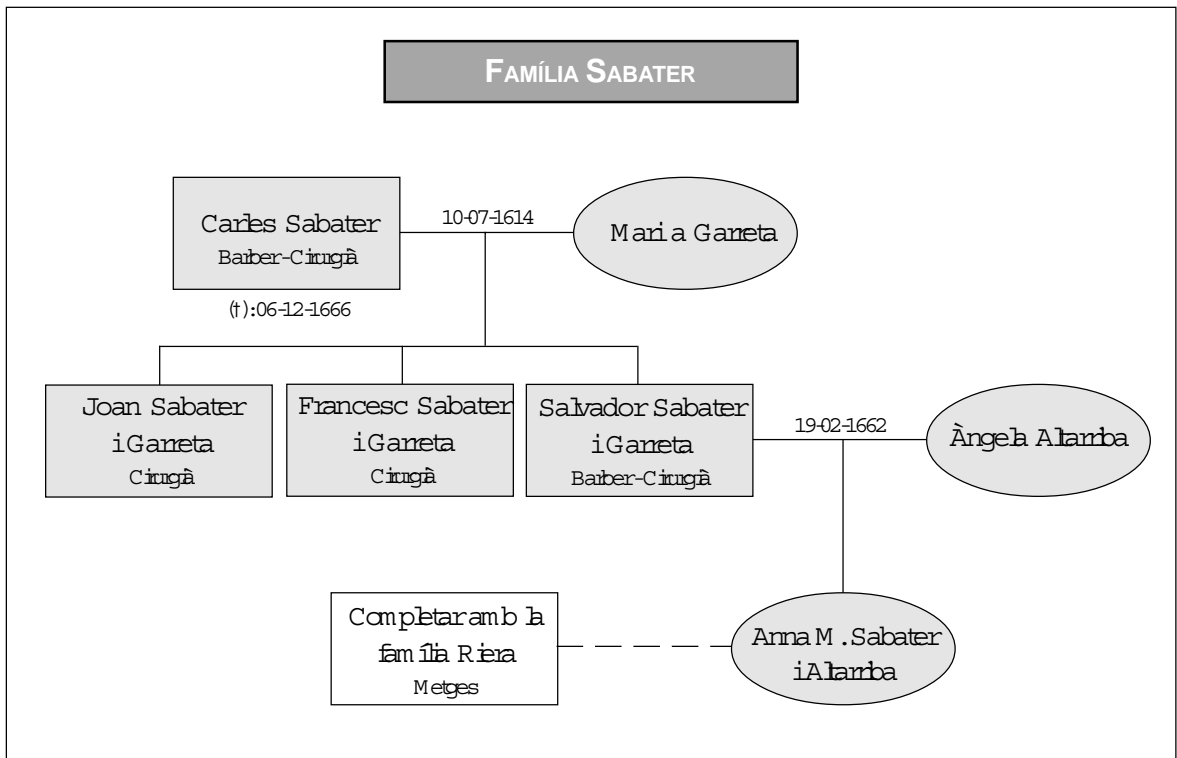 FAMÍLIA SABATER
Carles Sabater
Barber-Cirurgià
(†):06-12-1666
10-07-1614
Maria Garreta
Joan Sabater
i Garreta
Cirurgià
Francesc Sabater
i Garreta
Cirurgià
Salvador Sabater
i Garreta
Barber-Cirurgià
19-02-1662
Àngela Altarriba
Completar amb la
família Riera
Metges
Anna M. Sabater
i Altarriba